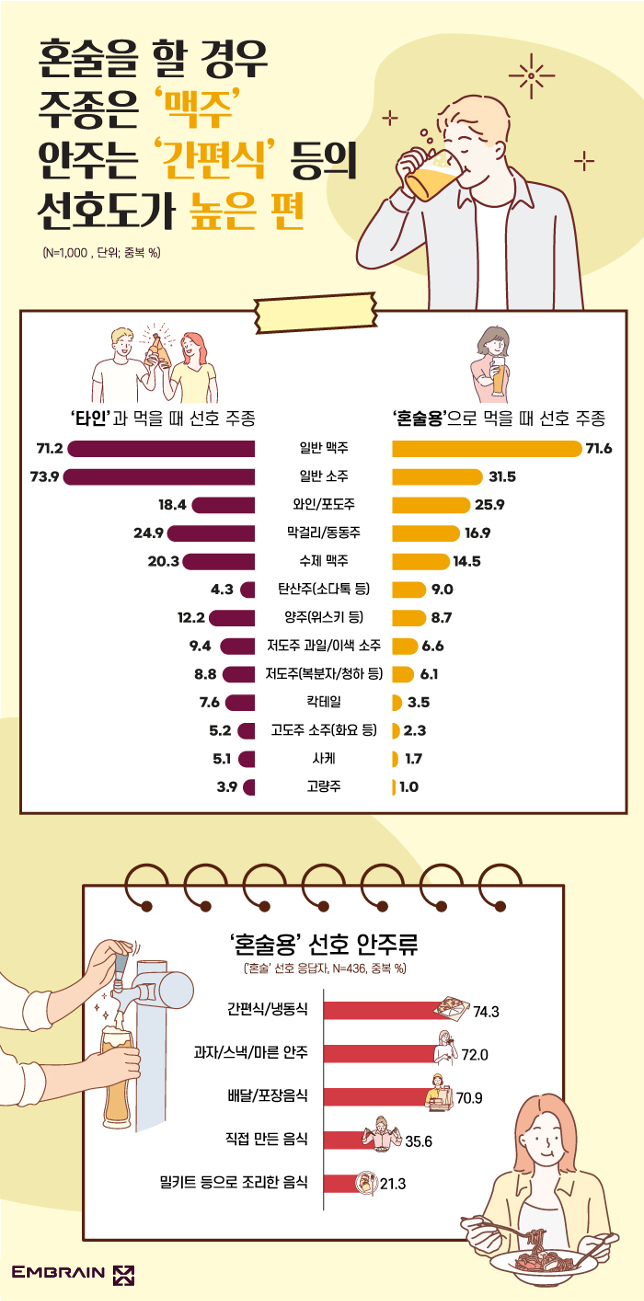 혼술을 할 경우
주종은 ‘맥주’
안주는 ‘간편식’ 등의
선호도가 높은 편
(N=1,000 , 단위; 중복 %)
‘타인’과 먹을 때 선호 주종
‘혼술용’으로 먹을 때 선호 주종
71.2 일반 맥주 71.6
73.9 일반 소주 31.5
18.4 와인/포도주 25.9
24.9 막걸리/동동주 16.9
20.3 수제 맥주 14.5
4.3 탄산주(소다톡 등) 9.0
12.2 양주(위스키 등) 8.7
9.4 저도주 과일/이색 소주 6.6
8.8 저도주(복분자/청하 등) 6.1
7.6 칵테일 3.5
5.2 고도주 소주(화요 등) 2.3
5.1 사케 1.7
3.9 고량주 1.0
‘혼술용’ 선호 안주류
(‘혼술’ 선호 응답자, N=436, 중복 %)
간편식/냉동식 74.3
과자/스낵/마른 안주 72.0
배달/포장음식 70.9
직접 만든 음식 35.6
밀키트 등으로 조리한 음식 21.3
EMBRAIN